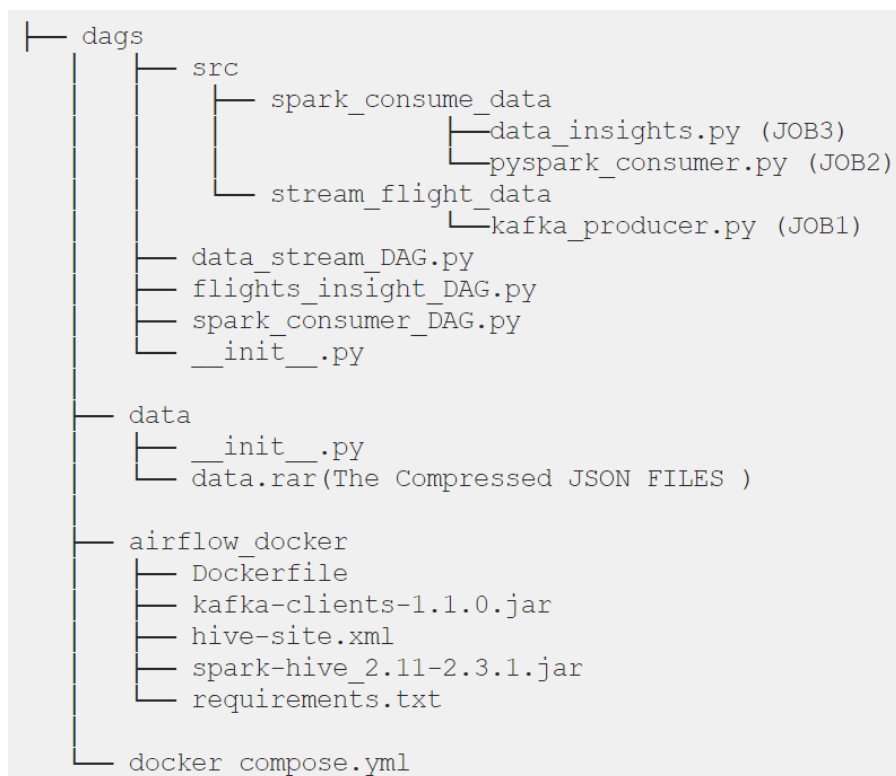 ├── dags
│ ├── src
│ │ ├── spark_consume_data
│ │ │ ├──data_insights.py (JOB3)
│ │ │ └──pyspark_consumer.py (JOB2)
│ │ └── stream_flight_data
│ │ └──kafka_producer.py (JOB1)
│ ├── data_stream_DAG.py
│ ├── flights_insight_DAG.py
│ ├── spark_consumer_DAG.py
│ └── __init__.py
├── data
│ ├── __init__.py
│ └── data.rar(The Compressed JSON FILES )
├── airflow_docker
│ ├── Dockerfile
│ ├── kafka-clients-1.1.0.jar
│ ├── hive-site.xml
│ ├── spark-hive_2.11-2.3.1.jar
│ └── requirements.txt
└── docker compose.yml